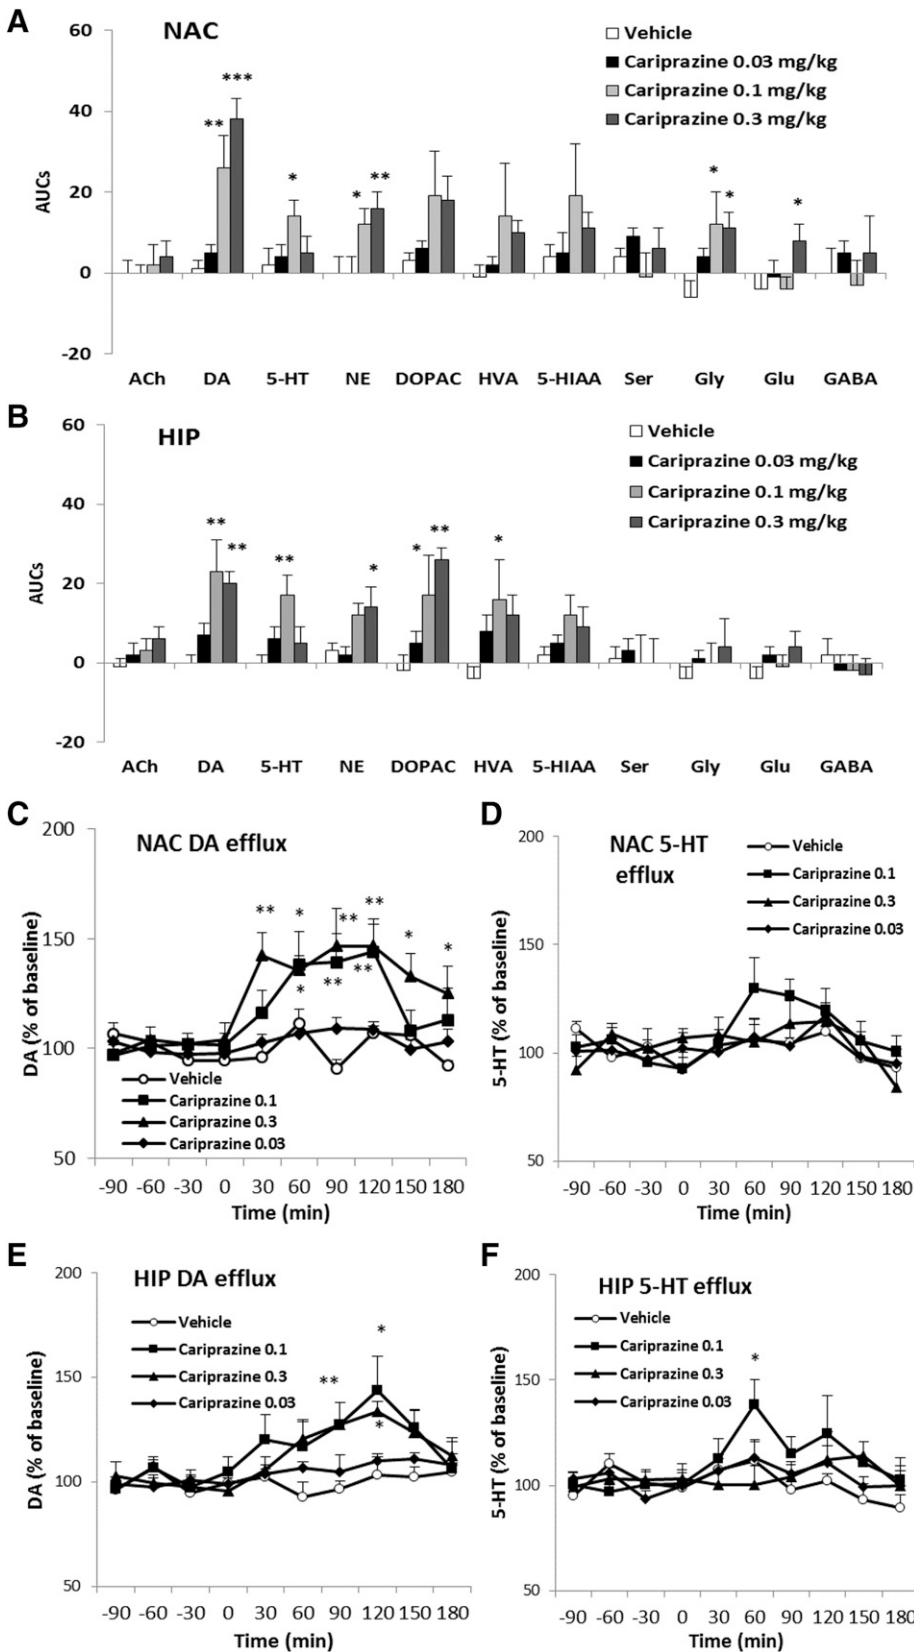 A
NAC
Vehicle
Cariprazine 0.03 mg/kg
Cariprazine 0.1 mg/kg
Cariprazine 0.3 mg/kg
60
40
20
0
-20
AUCs
** *** * * ** * * *
ACh DA 5-HT NE DOPAC HVA 5-HIAA Ser Gly Glu GABA
B
HIP
Vehicle
Cariprazine 0.03 mg/kg
Cariprazine 0.1 mg/kg
Cariprazine 0.3 mg/kg
60
40
20
0
-20
AUCs
** ** ** * * ** *
ACh DA 5-HT NE DOPAC HVA 5-HIAA Ser Gly Glu GABA
C
NAC DA efflux
200
150
100
50
DA (% of baseline)
** * ** ** * *
* ** **
Vehicle
Cariprazine 0.1
Cariprazine 0.3
Cariprazine 0.03
-90 -60 -30 0 30 60 90 120 150 180
Time (min)
D
NAC 5-HT
efflux
Vehicle
Cariprazine 0.1
Cariprazine 0.3
Cariprazine 0.03
200
150
100
50
5-HT (% of baseline)
-90 -60 -30 0 30 60 90 120 150 180
Time (min)
E
HIP DA efflux
Vehicle
Cariprazine 0.1
Cariprazine 0.3
Cariprazine 0.03
200
150
100
50
DA (% of baseline)
** * *
-90 -60 -30 0 30 60 90 120 150 180
Time (min)
F
HIP 5-HT efflux
Vehicle
Cariprazine 0.1
Cariprazine 0.3
Cariprazine 0.03
200
150
100
50
5-HT (% of baseline)
*
-90 -60 -30 0 30 60 90 120 150 180
Time (min)